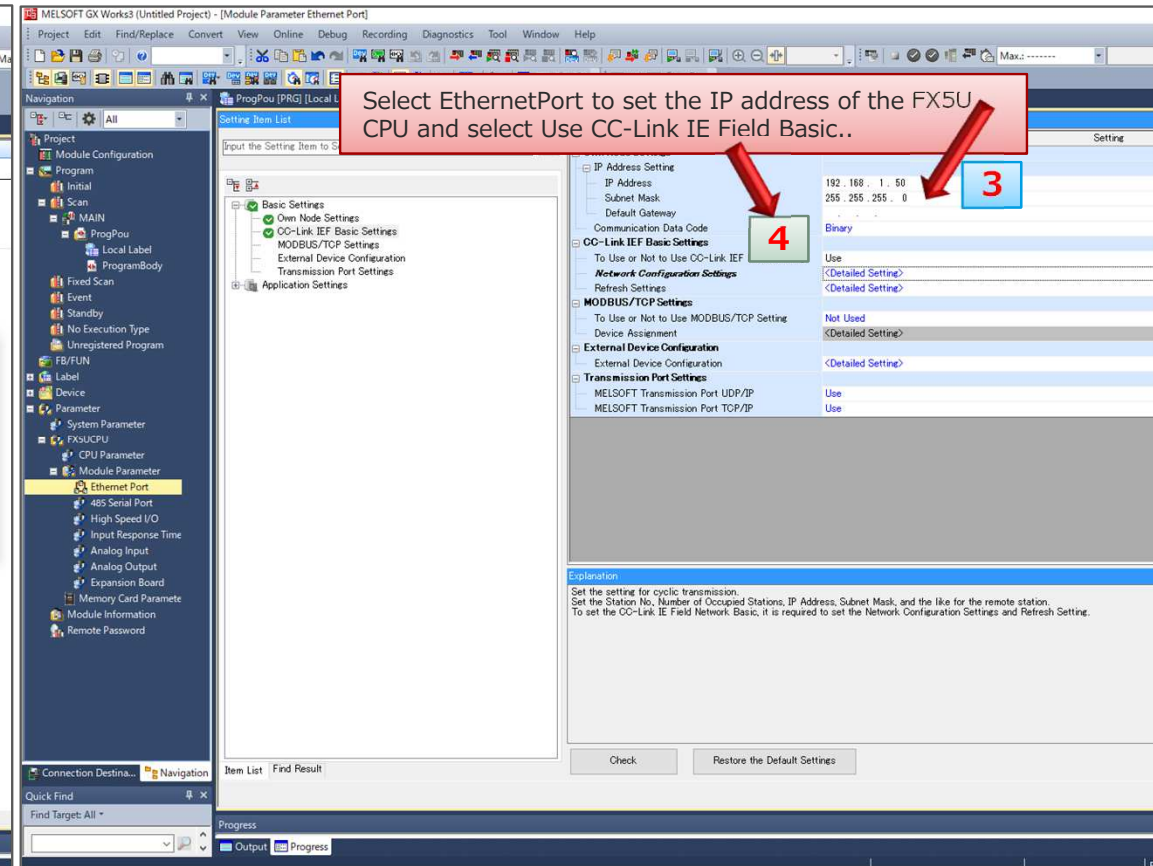 MELSOFT GX Works3 (Untitled Project) - [Module Parameter Ethernet Port]
Project Edit Find/Replace Convert View Online Debug Recording Diagnostics Tool Window Help
Max.: -------
Navigation
ProgPou [PRG] [Local L
Select EthernetPort to set the IP address of the FX5U
CPU and select Use CC-Link IE Field Basic..
All
Project
Module Configuration
Program
Initial
Scan
MAIN
ProgPou
Local Label
ProgramBody
Fixed Scan
Event
Standby
No Execution Type
Unregistered Program
FB/FUN
Label
Device
Parameter
System Parameter
FX5UCPU
CPU Parameter
Module Parameter
Ethernet Port
485 Serial Port
High Speed I/O
Input Response Time
Analog Input
Analog Output
Expansion Board
Memory Card Paramete
Module Information
Remote Password
Connection Destina... Navigation
Quick Find
Find Target: All
Setting Item List
Input the Setting Item to Se
Basic Settings
Own Node Settings
CC-Link IEF Basic Settings
MODBUS/TCP Settings
External Device Configuration
Transmission Port Settings
Application Settings
Item List Find Result
Setting
IP Address Setting
IP Address 192 . 168 . 1 . 50
Subnet Mask 255 . 255 . 255 . 0
Default Gateway . . .
Communication Data Code Binary
3
4
CC-Link IEF Basic Settings
To Use or Not to Use CC-Link IEF Use
Network Configuration Settings <Detailed Setting>
Refresh Settings <Detailed Setting>
MODBUS/TCP Settings
To Use or Not to Use MODBUS/TCP Setting Not Used
Device Assignment <Detailed Setting>
External Device Configuration
External Device Configuration <Detailed Setting>
Transmission Port Settings
MELSOFT Transmission Port UDP/IP Use
MELSOFT Transmission Port TCP/IP Use
Explanation
Set the setting for cyclic transmission.
Set the Station No., Number of Occupied Stations, IP Address, Subnet Mask, and the like for the remote station.
To set the CC-Link IE Field Network Basic, it is required to set the Network Configuration Settings and Refresh Setting.
Check Restore the Default Settings
Progress
Output Progress